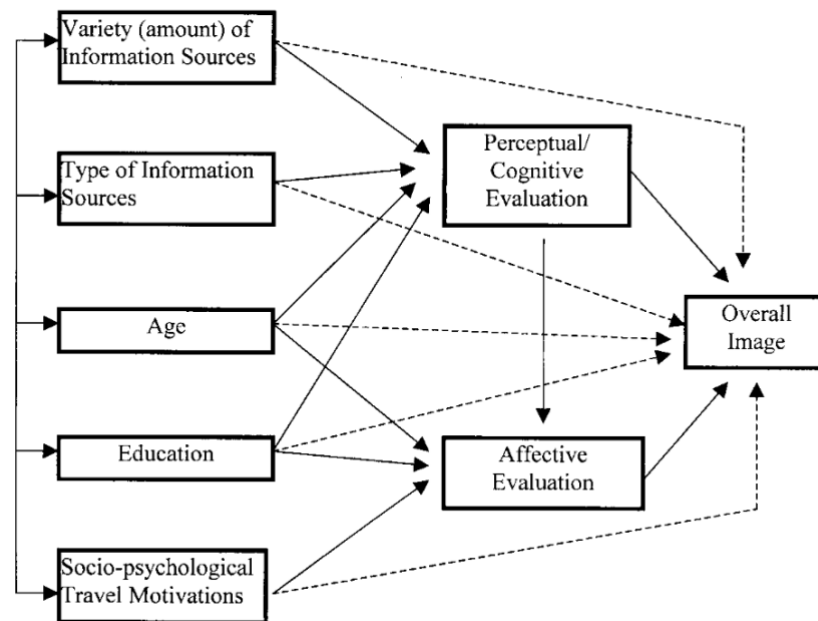 Variety (amount) of
Information Sources
Type of Information
Sources
Age
Education
Socio-psychological
Travel Motivations
Perceptual/
Cognitive
Evaluation
Affective
Evaluation
Overall
Image